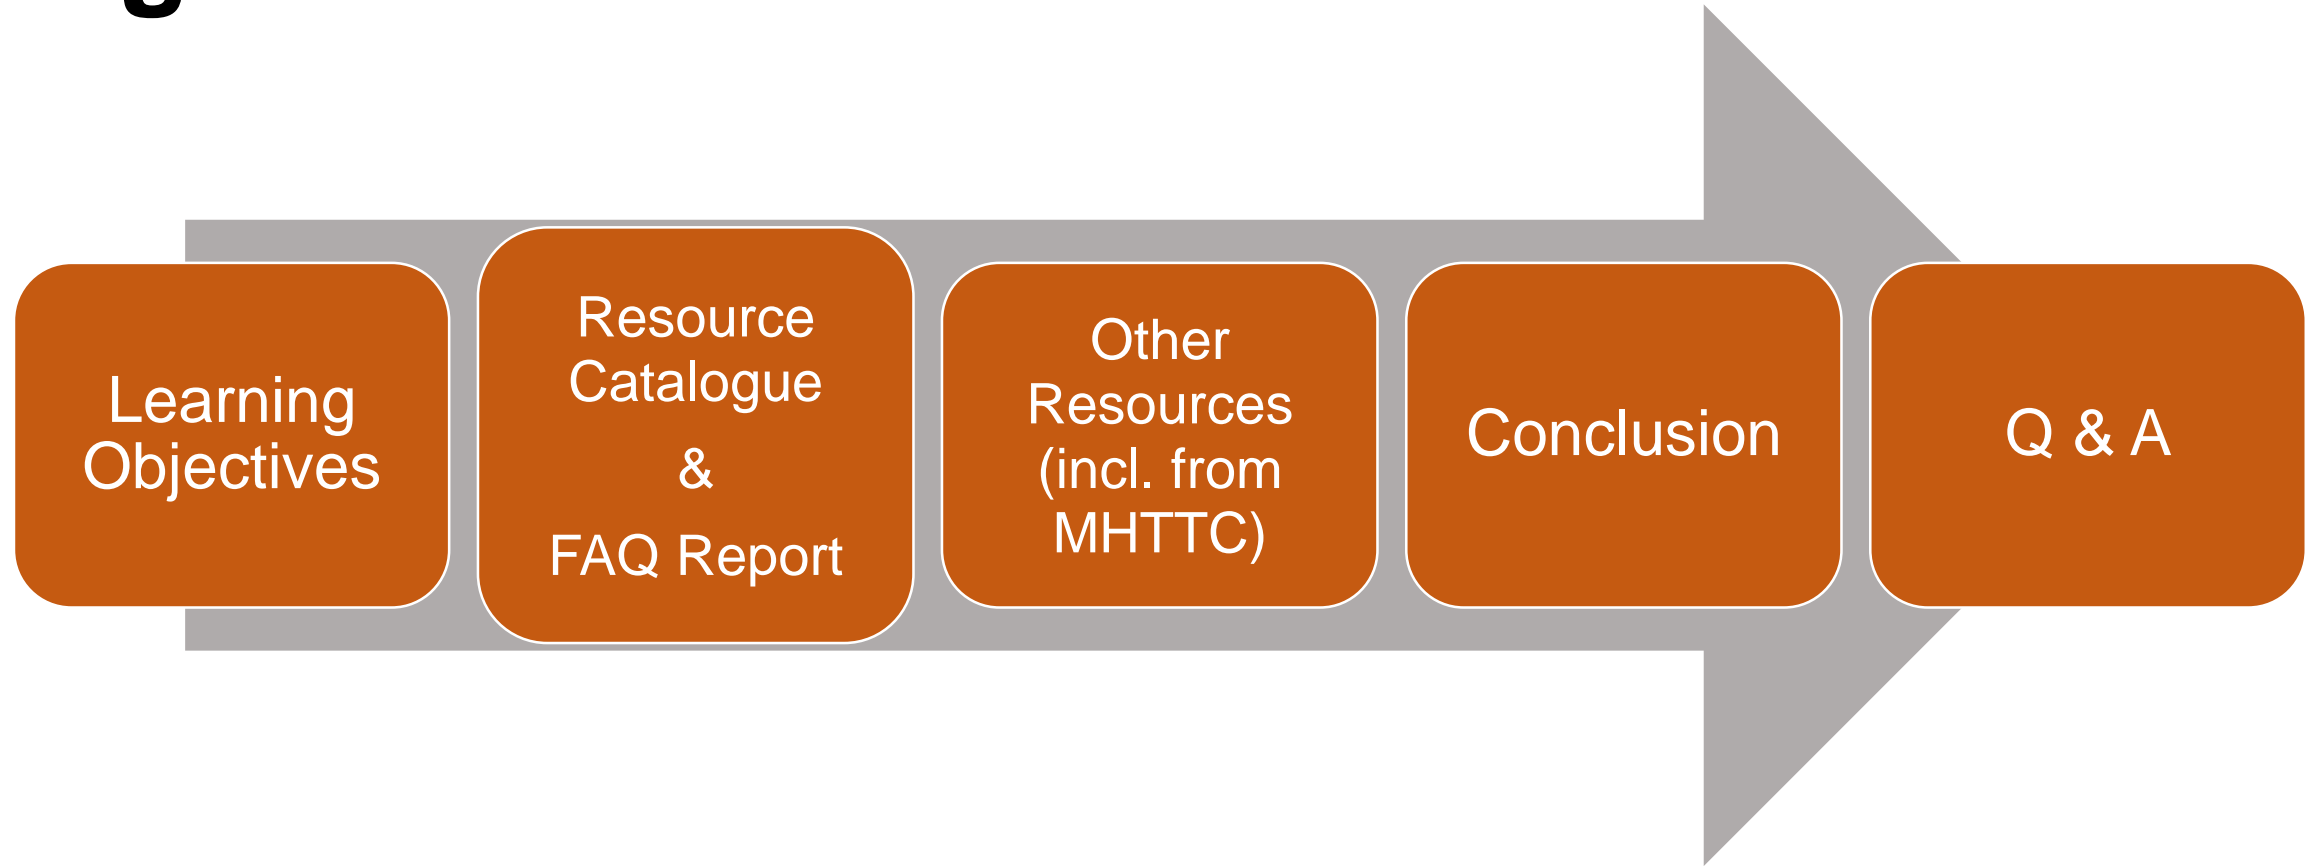 Learning
Objectives
Resource
Catalogue
&
FAQ Report
Other
Resources
(incl. from
MHTTC)
Conclusion
Q & A